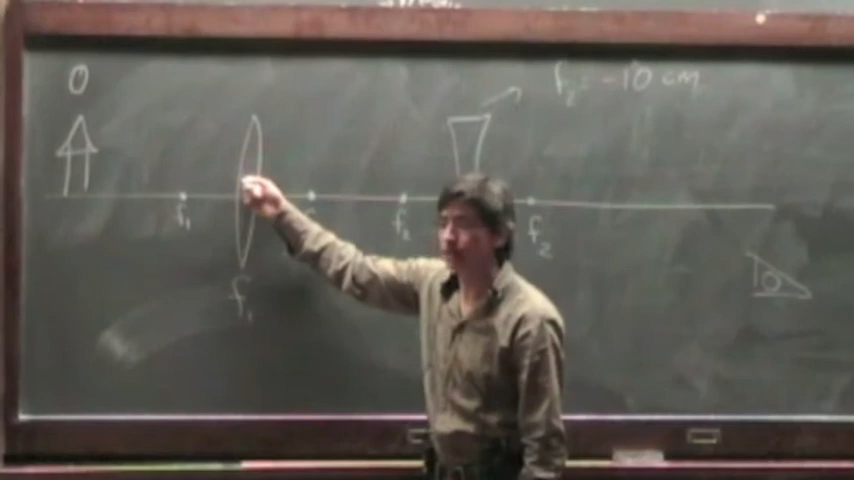 O
f₂ = -10 cm
f₁
f₂
f₂
f₁